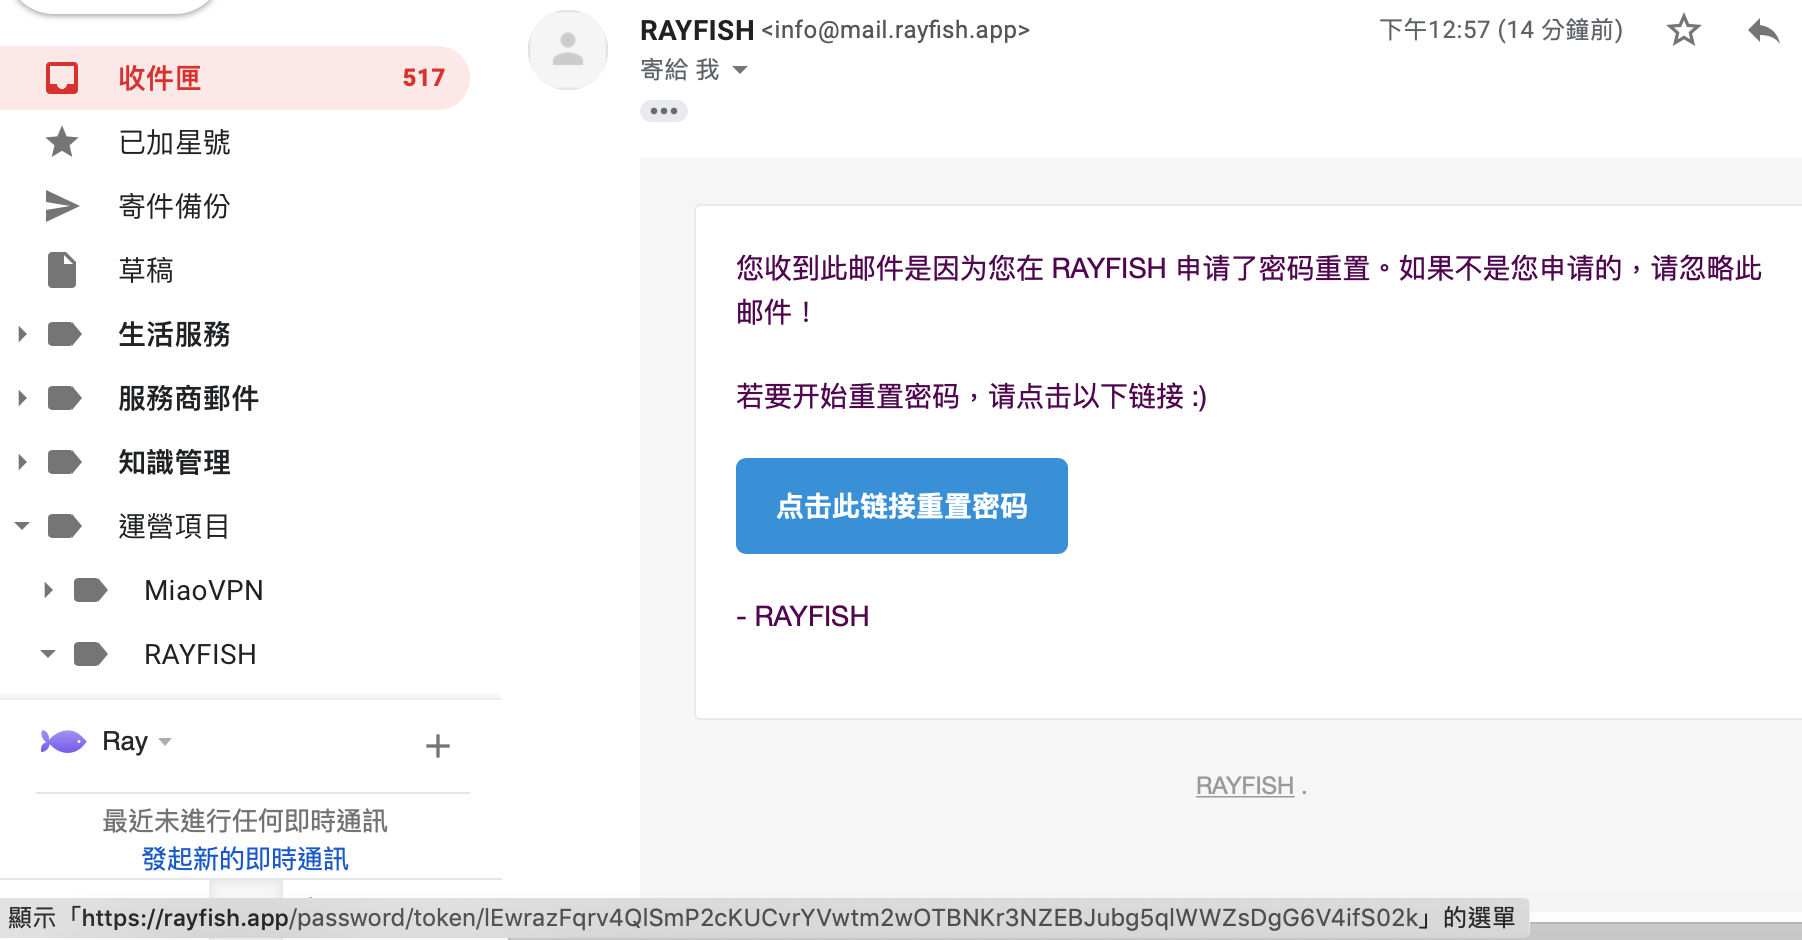 收件匣 517
已加星號
寄件備份
草稿
生活服務
服務商郵件
知識管理
運營項目
MiaoVPN
RAYFISH
Ray
最近未進行任何即時通訊
發起新的即時通訊
RAYFISH <info@mail.rayfish.app>
下午12:57 (14 分鐘前)
寄給 我
您收到此邮件是因为您在 RAYFISH 申请了密码重置。如果不是您申请的，请忽略此
邮件！
若要开始重置密码，请点击以下链接 :)
点击此链接重置密码
- RAYFISH
RAYFISH .
顯示「https://rayfish.app/password/token/lEwrazFqrv4QlSmP2cKUCvrYVwtm2wOTBNKr3NZEBJubg5qlWWZsDgG6V4ifS02k」的選單